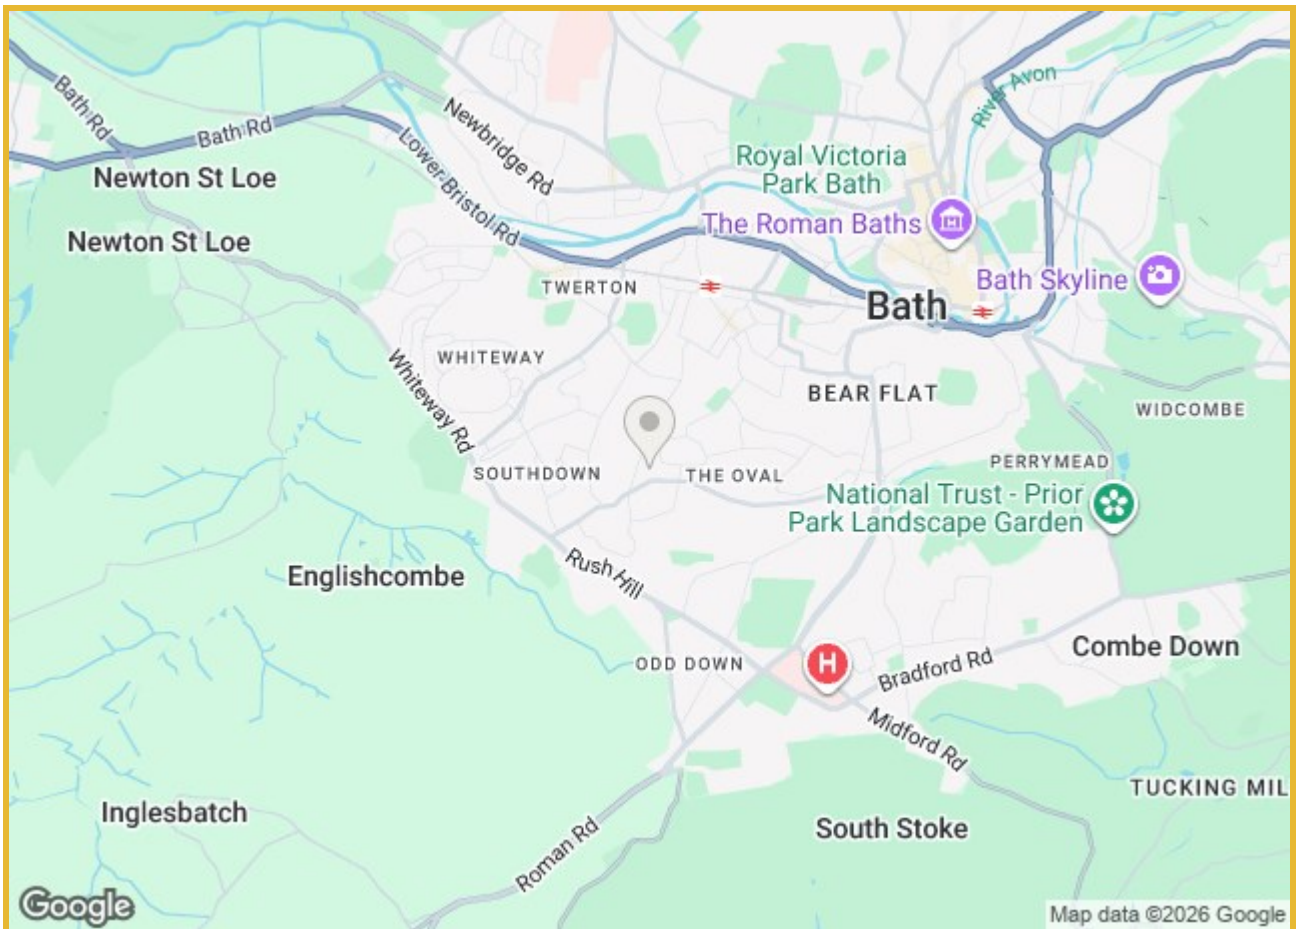 Bath Rd
Bath Rd
Newbridge Rd
Lower Bristol Rd
River Avon
Newton St Loe
Royal Victoria
Park Bath
The Roman Baths
Newton St Loe
Bath Skyline
TWERTON
Bath
WHITEWAY
Whiteway Rd
BEAR FLAT
WIDCOMBE
SOUTHDOWN
THE OVAL
PERRYMEAD
National Trust - Prior
Park Landscape Garden
Englishcombe
Rush Hill
ODD DOWN
H
Bradford Rd
Combe Down
Midford Rd
TUCKING MIL
Inglesbatch
South Stoke
Roman Rd
Google
Map data ©2026 Google